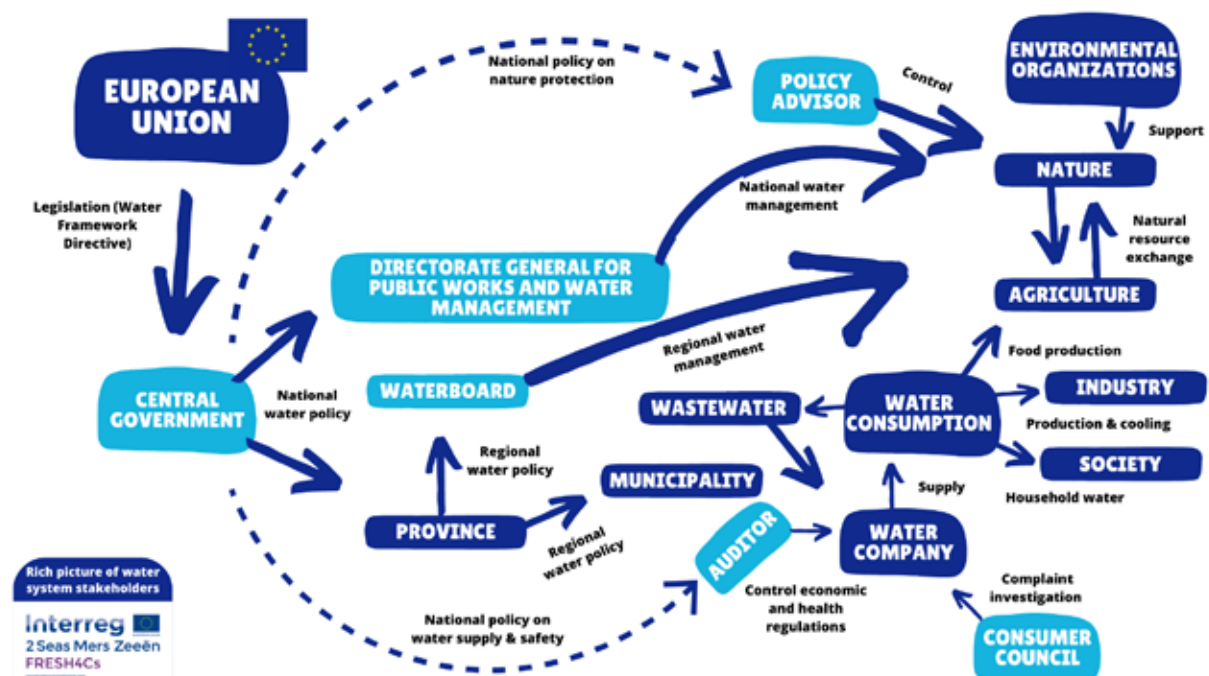 EUROPEAN
UNION
Legislation (Water
Framework
Directive)
National policy on
nature protection
POLICY
ADVISOR
Control
ENVIRONMENTAL
ORGANIZATIONS
Support
NATURE
National water
management
Natural
resource
exchange
AGRICULTURE
DIRECTORATE GENERAL FOR
PUBLIC WORKS AND WATER
MANAGEMENT
CENTRAL
GOVERNMENT
National
water policy
WATERBOARD
Regional water
management
Food production
WASTEWATER
WATER
CONSUMPTION
INDUSTRY
Production & cooling
SOCIETY
Household water
Regional
water policy
MUNICIPALITY
Supply
PROVINCE
Regional
water policy
AUDITOR
WATER
COMPANY
Control economic
and health
regulations
Complaint
investigation
CONSUMER
COUNCIL
National policy on
water supply & safety
Rich picture of water
system stakeholders
Interreg
2 Seas Mers Zeeën
FRESH4Cs